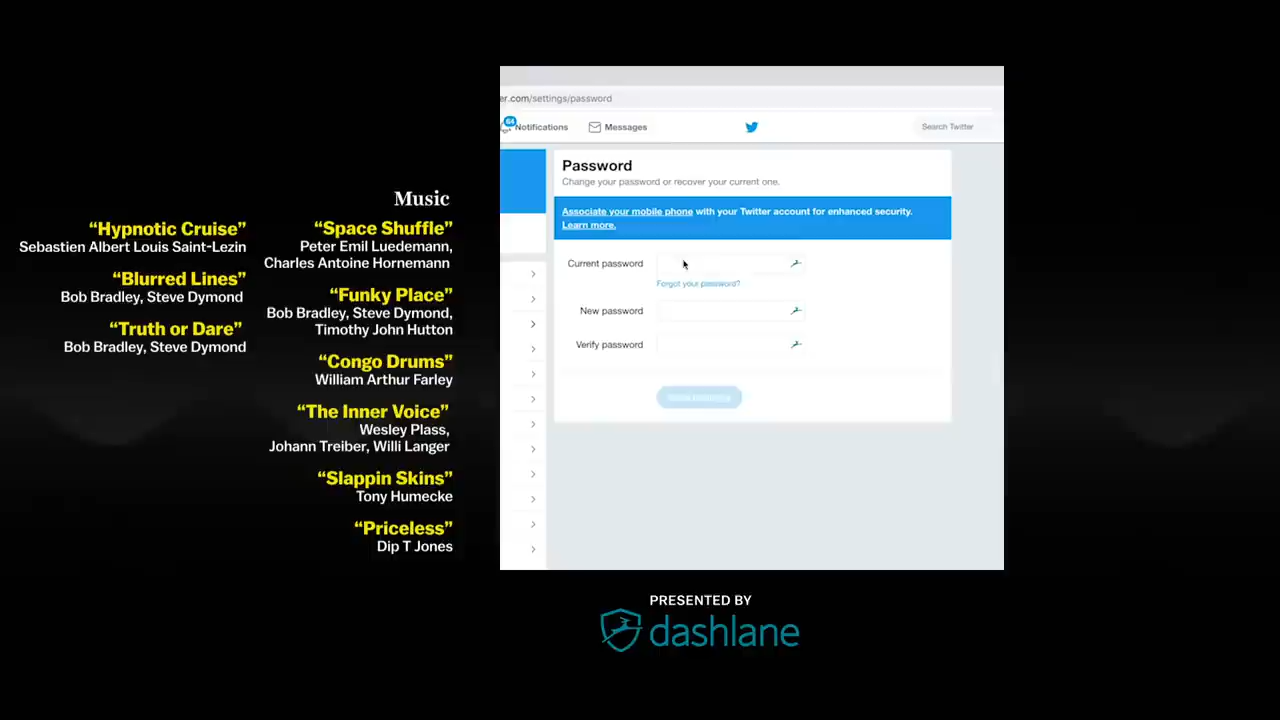 Music
“Hypnotic Cruise”
Sebastien Albert Louis Saint-Lezin
“Blurred Lines”
Bob Bradley, Steve Dymond
“Truth or Dare”
Bob Bradley, Steve Dymond
“Space Shuffle”
Peter Emil Luedemann,
Charles Antoine Hornemann
“Funky Place”
Bob Bradley, Steve Dymond,
Timothy John Hutton
“Congo Drums”
William Arthur Farley
“The Inner Voice”
Wesley Plass,
Johann Treiber, Willi Langer
“Slappin Skins”
Tony Humecke
“Priceless”
Dip T Jones
er.com/settings/password
64
Notifications
Messages
Search Twitter
Password
Change your password or recover your current one.
Associate your mobile phone with your Twitter account for enhanced security.
Learn more.
Current password
Forgot your password?
New password
Verify password
PRESENTED BY
dashlane